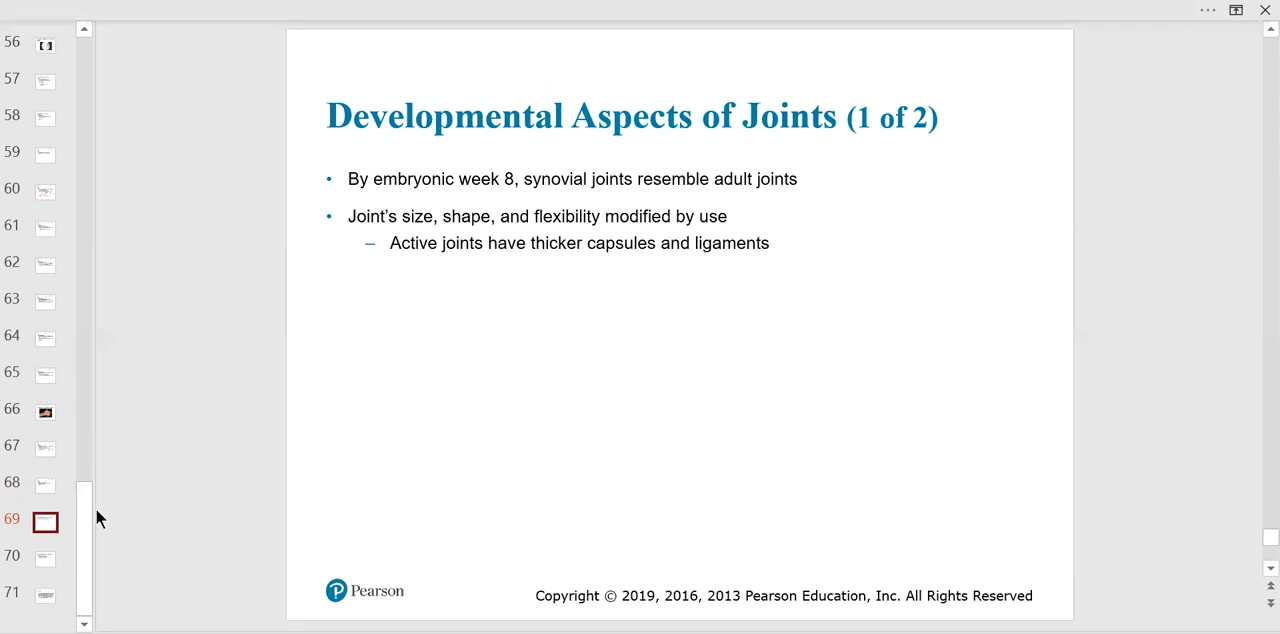 56
57
58
59
60
61
62
63
64
65
66
67
68
69
70
71
Developmental Aspects of Joints (1 of 2)
• By embryonic week 8, synovial joints resemble adult joints
• Joint’s size, shape, and flexibility modified by use
– Active joints have thicker capsules and ligaments
Pearson
Copyright © 2019, 2016, 2013 Pearson Education, Inc. All Rights Reserved